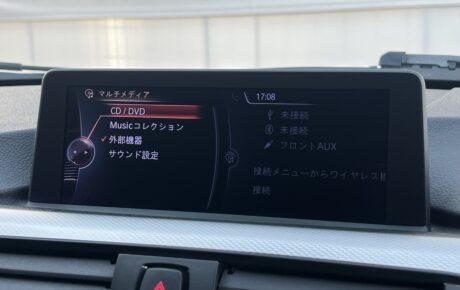 マルチメディア
CD / DVD
Musicコレクション
外部機器
サウンド設定
17:08
未接続
未接続
フロントAUX
接続メニューからワイヤレス
接続